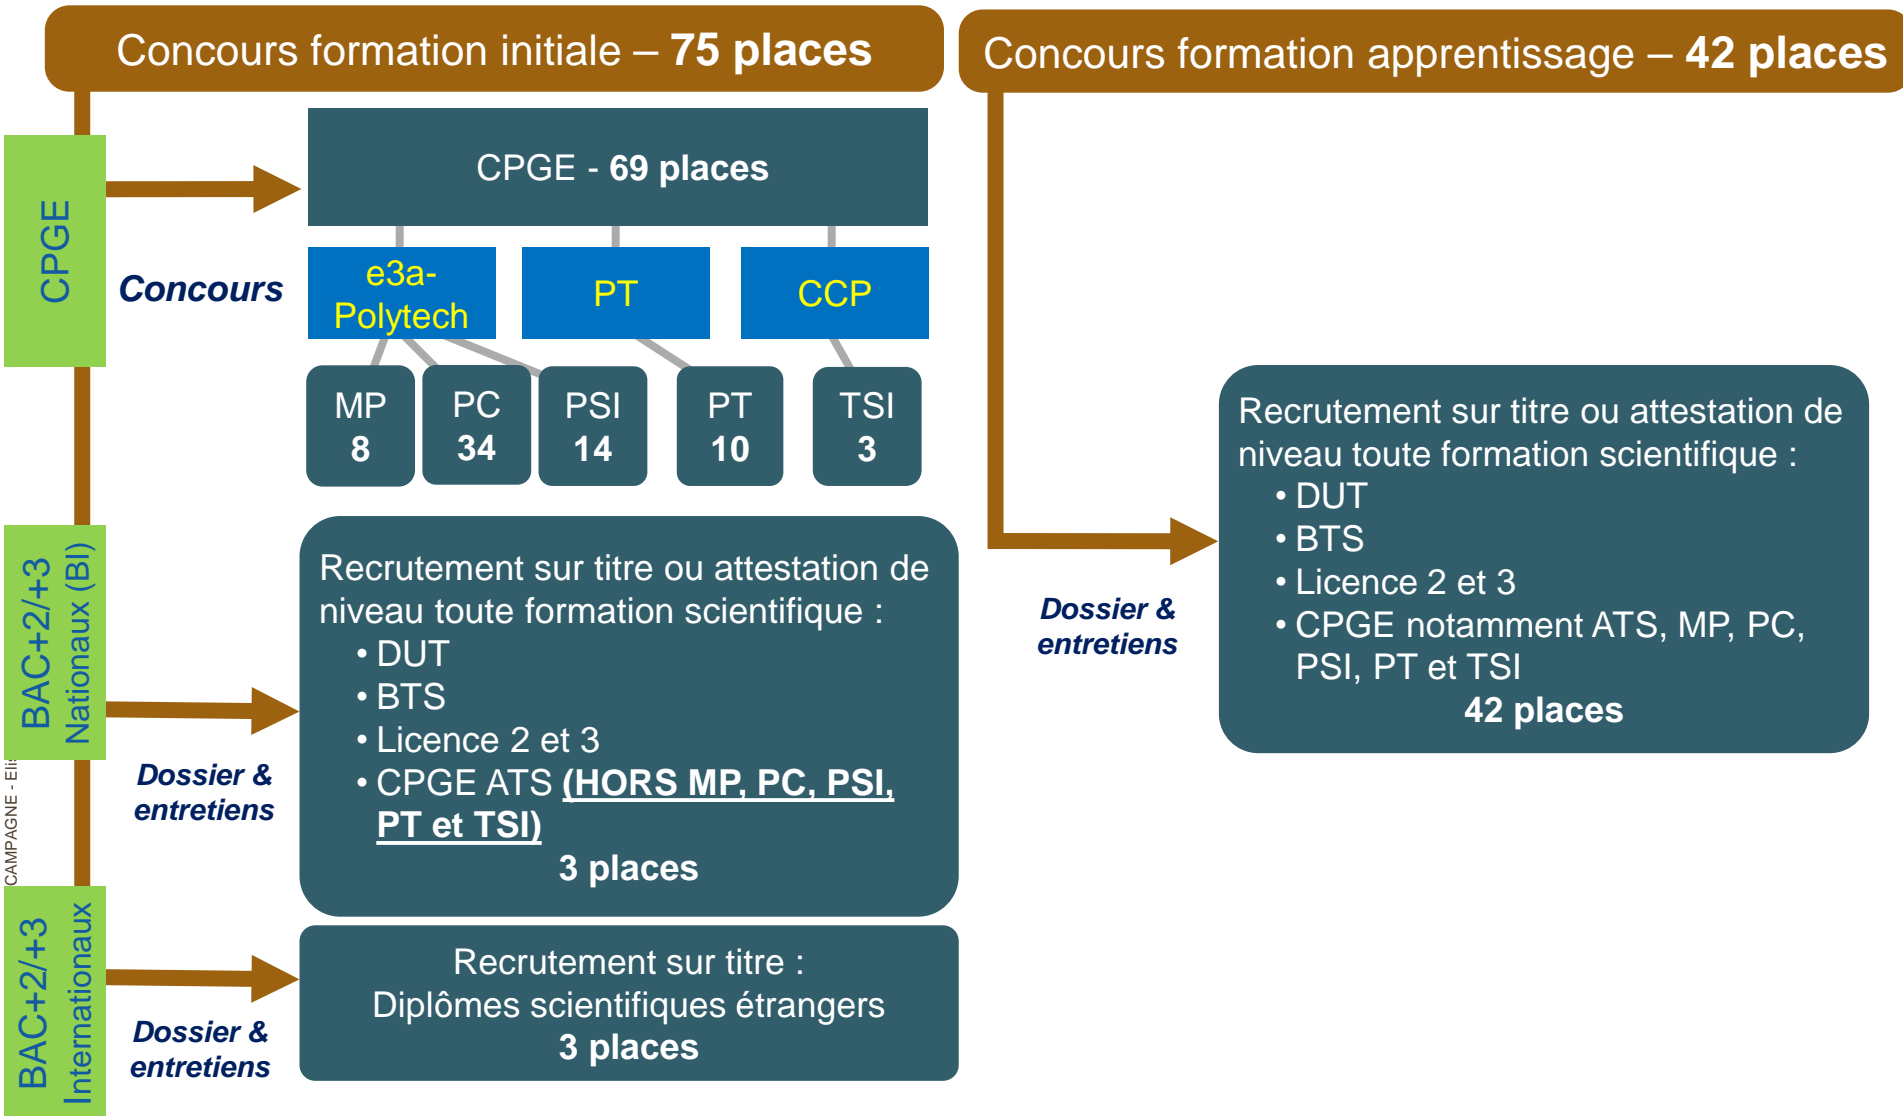 Concours formation initiale – 75 places
Concours formation apprentissage – 42 places
CPGE
CPGE - 69 places
Concours
e3a-
Polytech
PT
CCP
MP
8
PC
34
PSI
14
PT
10
TSI
3
BAC+2/+3
Nationaux (BI)
Recrutement sur titre ou attestation de
niveau toute formation scientifique :
• DUT
• BTS
• Licence 2 et 3
• CPGE ATS (HORS MP, PC, PSI,
PT et TSI)
3 places
Dossier &
entretiens
BAC+2/+3
Internationaux
Recrutement sur titre :
Diplômes scientifiques étrangers
3 places
Dossier &
entretiens
Dossier &
entretiens
Recrutement sur titre ou attestation de
niveau toute formation scientifique :
• DUT
• BTS
• Licence 2 et 3
• CPGE notamment ATS, MP, PC,
PSI, PT et TSI
42 places
CAMPAGNE -